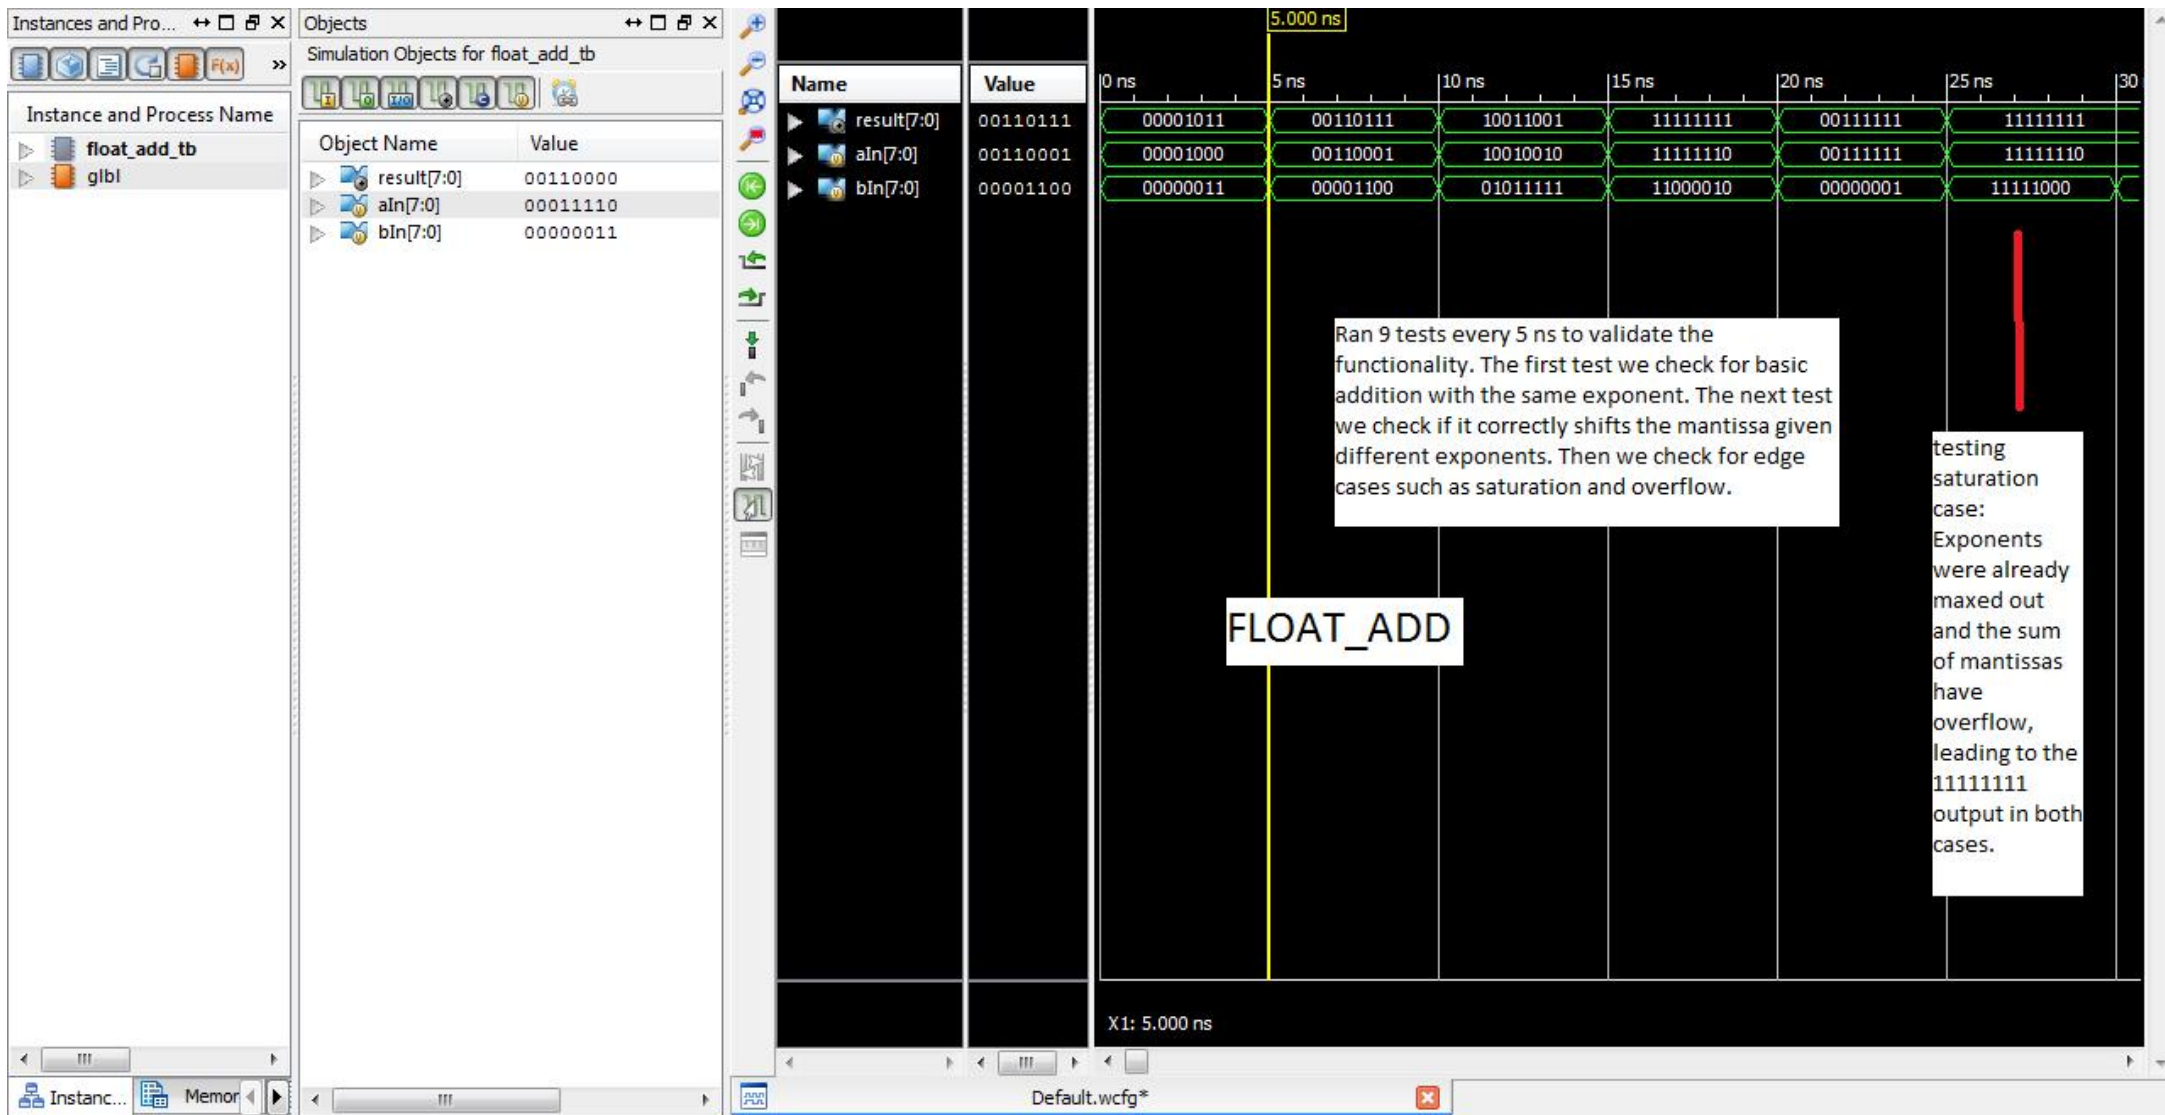 Instances and Pro...
F(x)
»
Instance and Process Name
float_add_tb
glbl
Instanc...
Memor
Objects
Simulation Objects for float_add_tb
Object Name Value
result[7:0] 00110000
aIn[7:0] 00011110
bIn[7:0] 00000011
5.000 ns
Name Value 0 ns 5 ns 10 ns 15 ns 20 ns 25 ns 30
result[7:0] 00110111 00001011 00110111 10011001 11111111 00111111 11111111
aIn[7:0] 00110001 00001000 00110001 10010010 11111110 00111111 11111110
bIn[7:0] 00001100 00000011 00001100 01011111 11000010 00000001 11111000
Ran 9 tests every 5 ns to validate the
functionality. The first test we check for basic
addition with the same exponent. The next test
we check if it correctly shifts the mantissa given
different exponents. Then we check for edge
cases such as saturation and overflow.
testing
saturation
case:
Exponents
were already
maxed out
and the sum
of mantissas
have
overflow,
leading to the
11111111
output in both
cases.
FLOAT_ADD
X1: 5.000 ns
Default.wcfg*